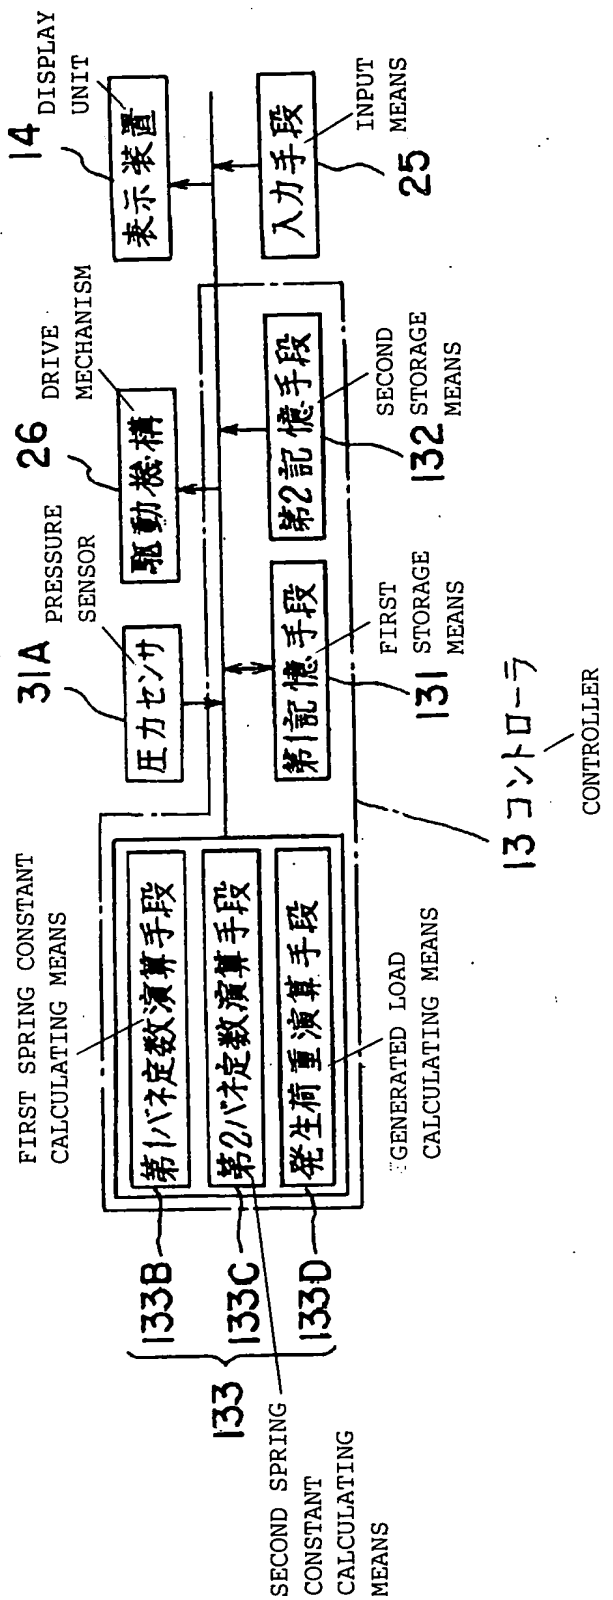 FIRST SPRING CONSTANT
CALCULATING MEANS
31A
PRESSURE
SENSOR
圧力センサ
26
DRIVE
MECHANISM
駆動機構
14
DISPLAY
UNIT
表示装置
133
133B
第1バネ定数演算手段
133C
第2バネ定数演算手段
133D
発生荷重演算手段
SECOND SPRING
CONSTANT
CALCULATING
MEANS
GENERATED LOAD
CALCULATING MEANS
第1記憶手段
131
FIRST
STORAGE
MEANS
第2記憶手段
132
SECOND
STORAGE
MEANS
入力手段
25
INPUT
MEANS
13 コントローラ
CONTROLLER